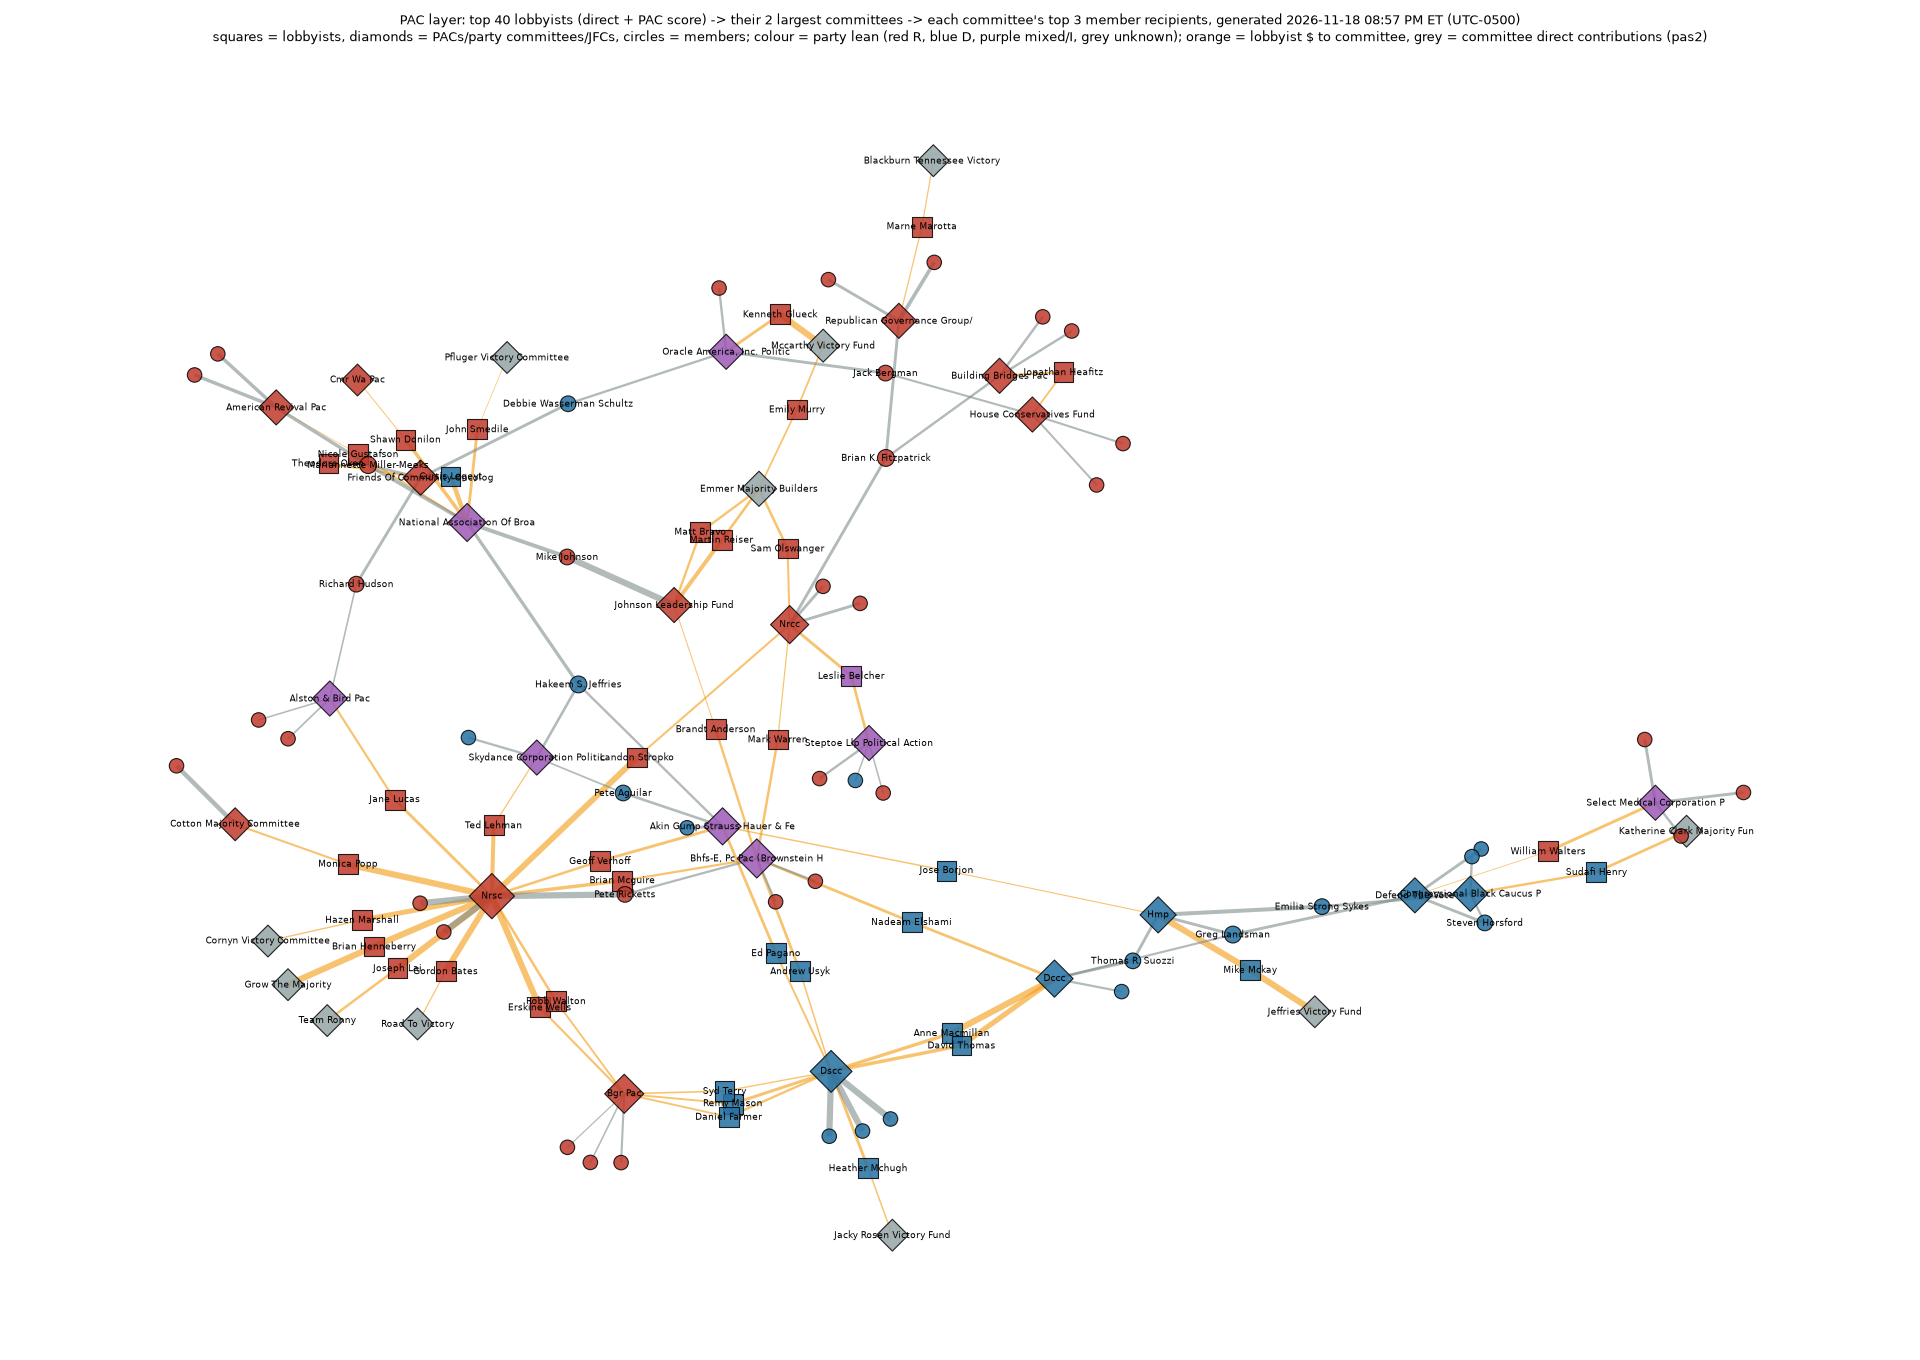 PAC layer: top 40 lobbyists (direct + PAC score) -> their 2 largest committees -> each committee's top 3 member recipients, generated 2026-11-18 08:57 PM ET (UTC-0500)
squares = lobbyists, diamonds = PACs/party committees/JFCs, circles = members; colour = party lean (red R, blue D, purple mixed/I, grey unknown); orange = lobbyist $ to committee, grey = committee direct contributions (pas2)
Blackburn Tennessee Victory
Marne Marotta
Kenneth Glueck
Republican Governance Group/
Mccarthy Victory Fund
Oracle America, Inc. Politic
Pfluger Victory Committee
Jack Bergman
Jonathan Heafitz
Building Bridges Pac
Cmr Wa Pac
Debbie Wasserman Schultz
American Revival Pac
Emily Murry
House Conservatives Fund
John Smedile
Shawn Donilon
Nicole Gustafson
Brian K. Fitzpatrick
Miller-Meeks
Friends Of
Emmer Majority Builders
National Association Of Broa
Matt Bravo
Martin Reiser
Sam Olswanger
Mike Johnson
Richard Hudson
Johnson Leadership Fund
Nrcc
Leslie Belcher
Hakeem S. Jeffries
Alston & Bird Pac
Brandt Anderson
Mark Warren
Steptoe Llp Political Action
Skydance Corporation Politic
Landon Stropko
Pete Aguilar
Jane Lucas
Select Medical Corporation P
Cotton Majority Committee
Ted Lehman
Akin Gump Strauss Hauer & Fe
Katherine Clark Majority Fun
William Walters
Bhfs-E, Pc Pac (Brownstein H
Geoff Verhoff
Monica Popp
Jose Borjon
Sudafi Henry
Brian Mcguire
Pete Ricketts
Nrsc
Defend The Vote
Congressional Black Caucus P
Emilia Strong Sykes
Hmp
Hazen Marshall
Nadeam Elshami
Steven Horsford
Greg Landsman
Cornyn Victory Committee
Brian Henneberry
Ed Pagano
Thomas R. Suozzi
Joseph Lai
Gordon Bates
Andrew Usyk
Mike Mckay
Dccc
Grow The Majority
Robb Walton
Erskine Wells
Jeffries Victory Fund
Team Ronny
Road To Victory
Anne Macmillan
David Thomas
Dscc
Syd Terry
Bgr Pac
Remy Mason
Daniel Farmer
Heather Mchugh
Jacky Rosen Victory Fund